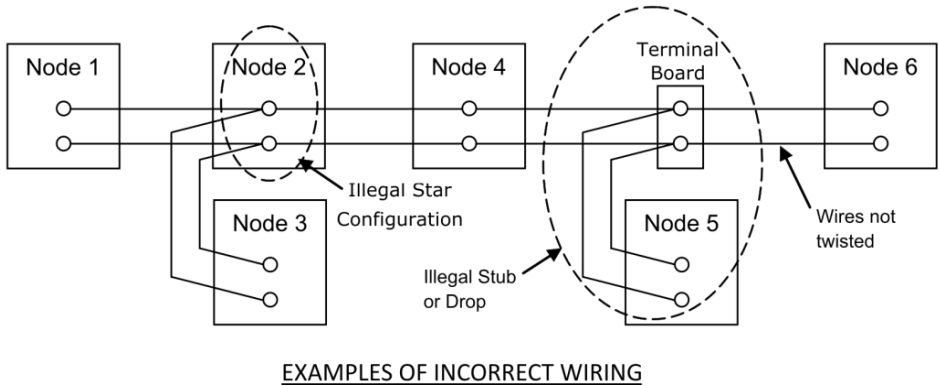 Node 1
Node 2
Node 4
Terminal
Board
Node 6
Illegal Star
Configuration
Node 3
Node 5
Wires not
twisted
Illegal Stub
or Drop
EXAMPLES OF INCORRECT WIRING